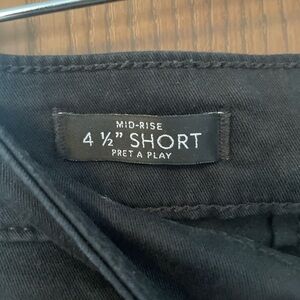 MID-RISE
4 ½" SHORT
PRET A PLAY